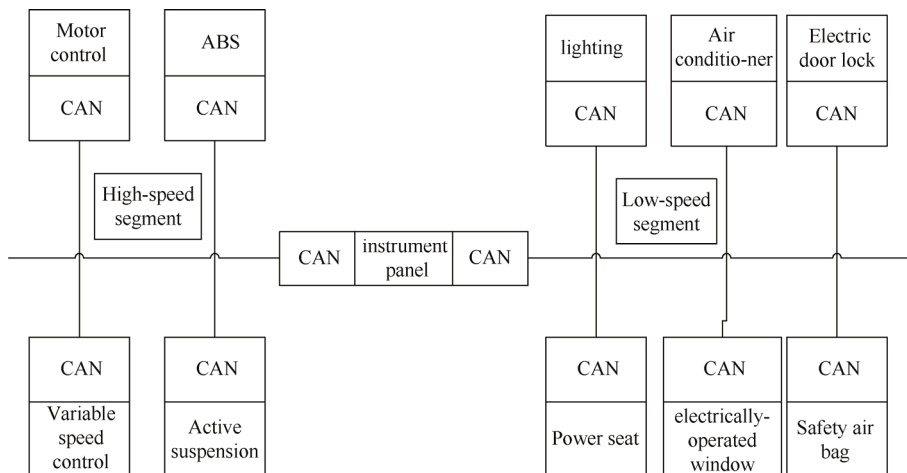 Motor
control
CAN
ABS
CAN
lighting
CAN
Air
conditio-ner
CAN
Electric
door lock
CAN
High-speed
segment
Low-speed
segment
CAN
instrument
panel
CAN
CAN
Variable
speed
control
CAN
Active
suspension
CAN
Power seat
CAN
electrically-
operated
window
CAN
Safety air
bag